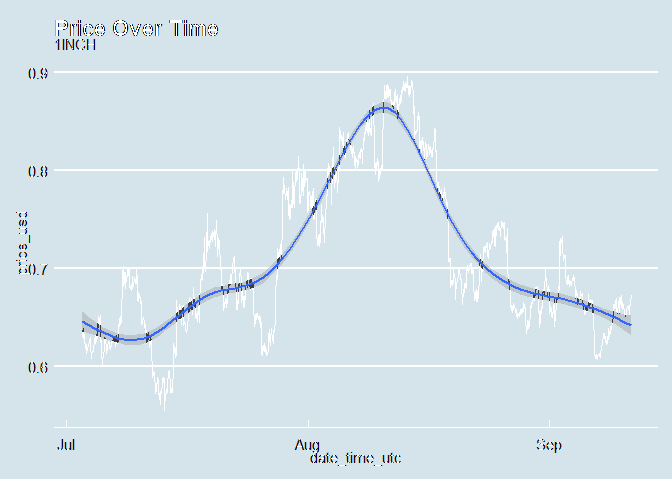 Price Over Time
1INCH
0.9
0.8
0.7
0.6
price_usd
Jul
Aug
Sep
date_time_utc